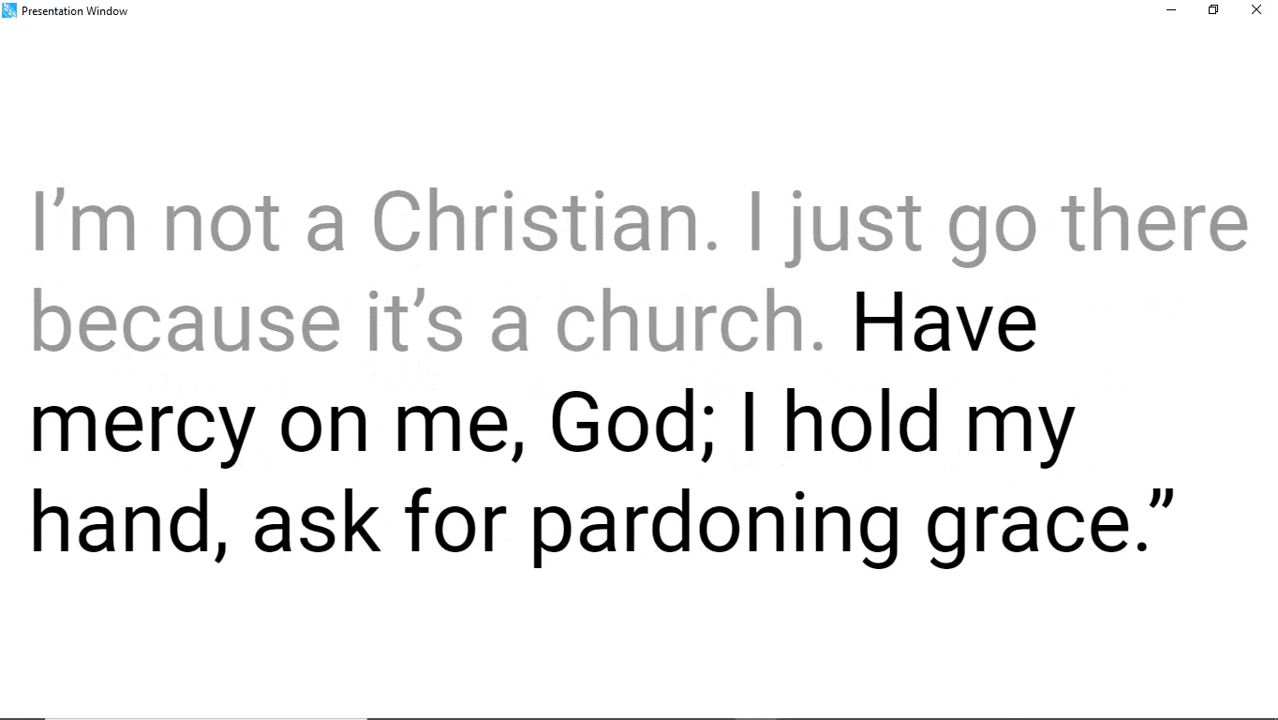 Presentation Window
I’m not a Christian. I just go there
because it’s a church. Have
mercy on me, God; I hold my
hand, ask for pardoning grace.”